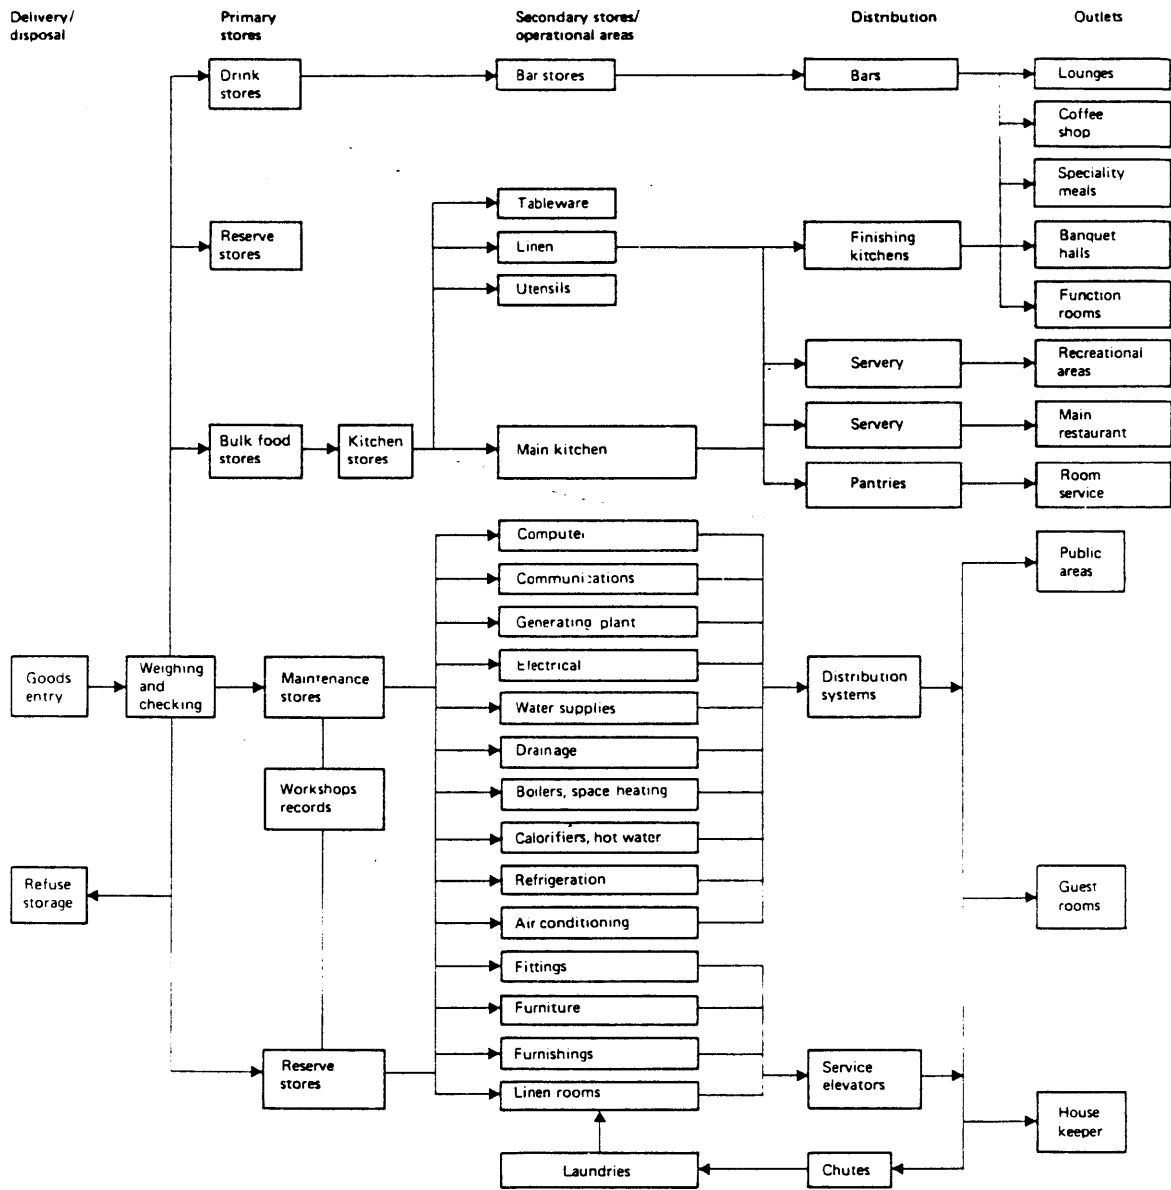 Delivery/
disposal
Primary
stores
Secondary stores/
operational areas
Distribution
Outlets
Drink
stores
Bar stores
Bars
Lounges
Coffee
shop
Speciality
meals
Tableware
Reserve
stores
Linen
Finishing
kitchens
Banquet
halls
Utensils
Function
rooms
Servery
Recreational
areas
Bulk food
stores
Kitchen
stores
Main kitchen
Servery
Main
restaurant
Pantries
Room
service
Computer
Public
areas
Communications
Generating plant
Goods
entry
Weighing
and
checking
Maintenance
stores
Electrical
Distribution
systems
Water supplies
Drainage
Workshops
records
Boilers, space heating
Calorifiers, hot water
Refuse
storage
Refrigeration
Guest
rooms
Air conditioning
Fittings
Furniture
Reserve
stores
Furnishings
Service
elevators
Linen rooms
House
keeper
Laundries
Chutes